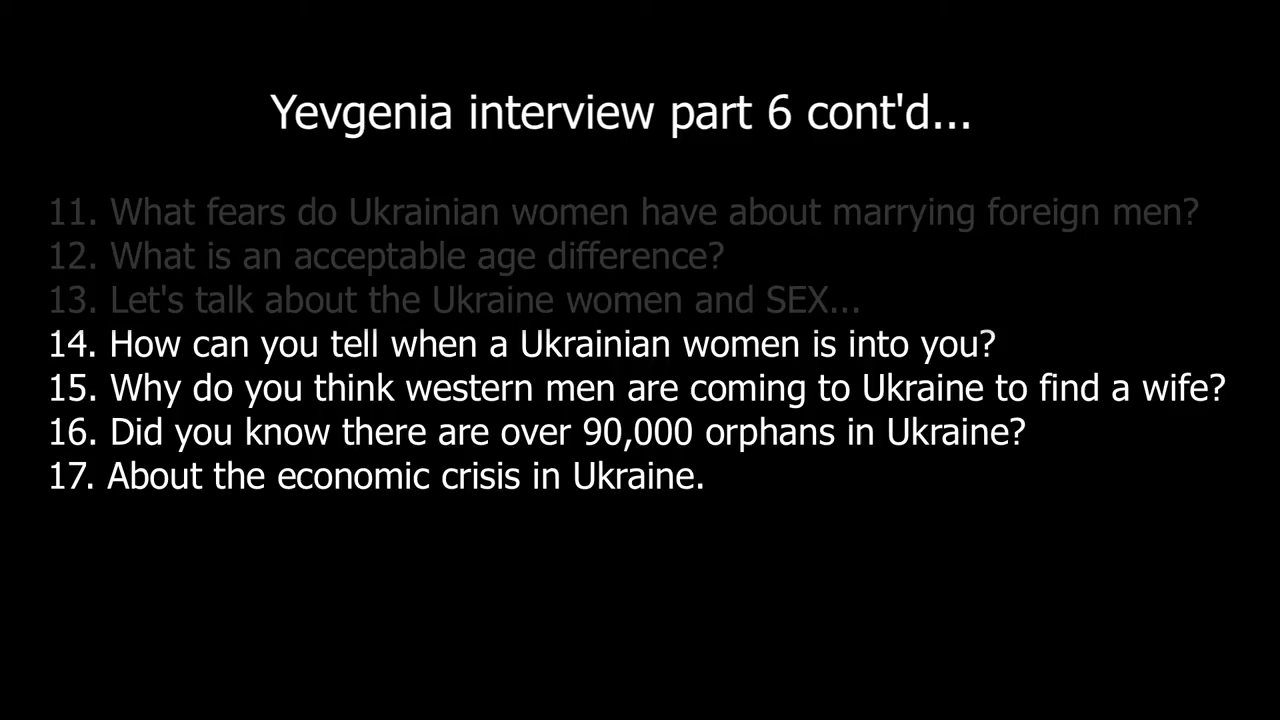 Yevgenia interview part 6 cont'd...
11. What fears do Ukrainian women have about marrying foreign men?
12. What is an acceptable age difference?
13. Let's talk about the Ukraine women and SEX...
14. How can you tell when a Ukrainian women is into you?
15. Why do you think western men are coming to Ukraine to find a wife?
16. Did you know there are over 90,000 orphans in Ukraine?
17. About the economic crisis in Ukraine.